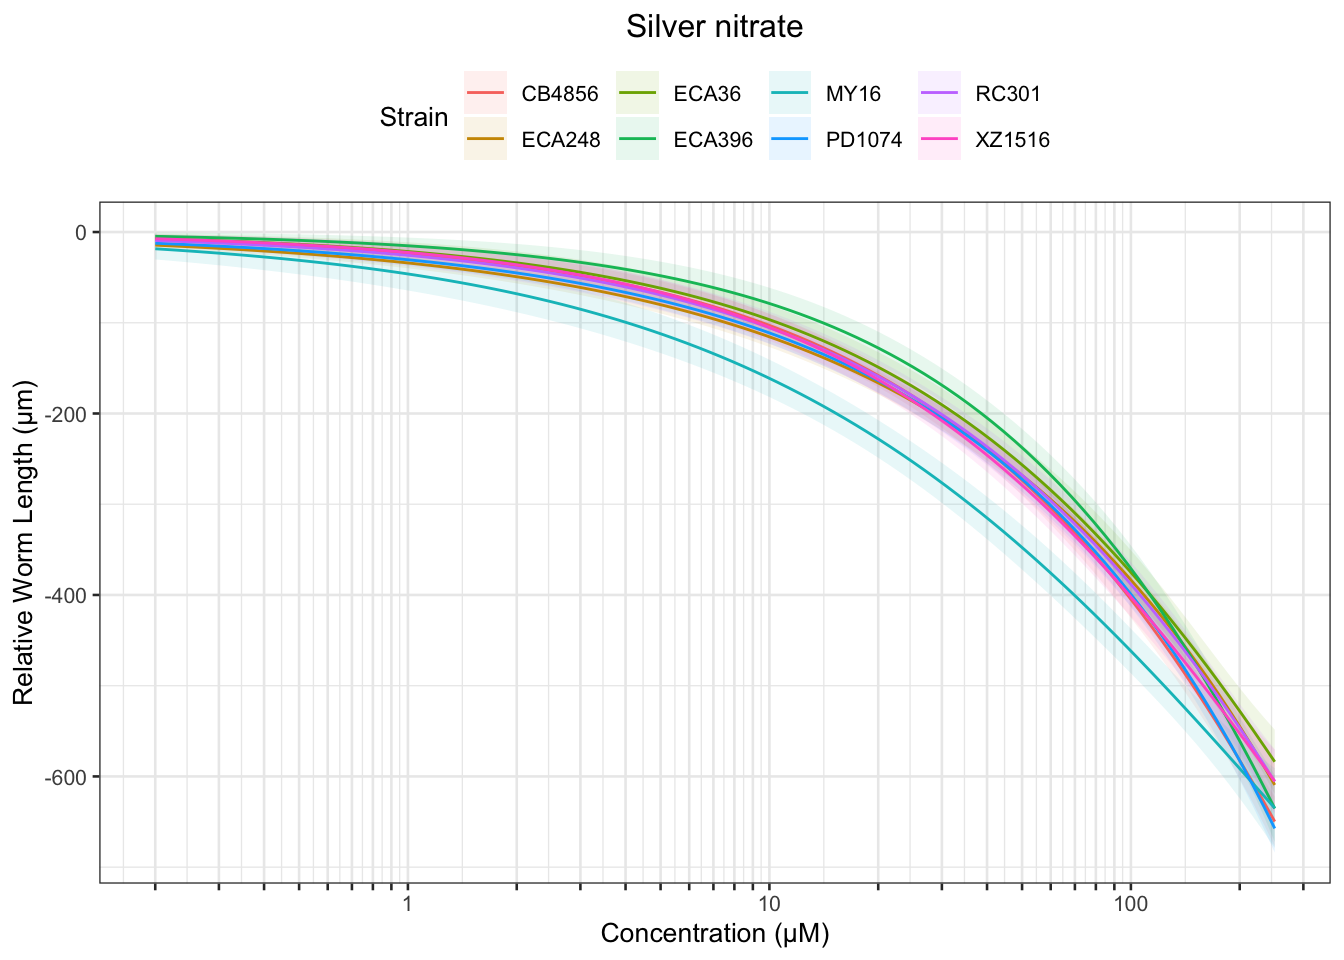 Silver nitrate
Strain
CB4856 ECA36 MY16 RC301
ECA248 ECA396 PD1074 XZ1516
Relative Worm Length (µm)
0
-200
-400
-600
1 10 100
Concentration (µM)